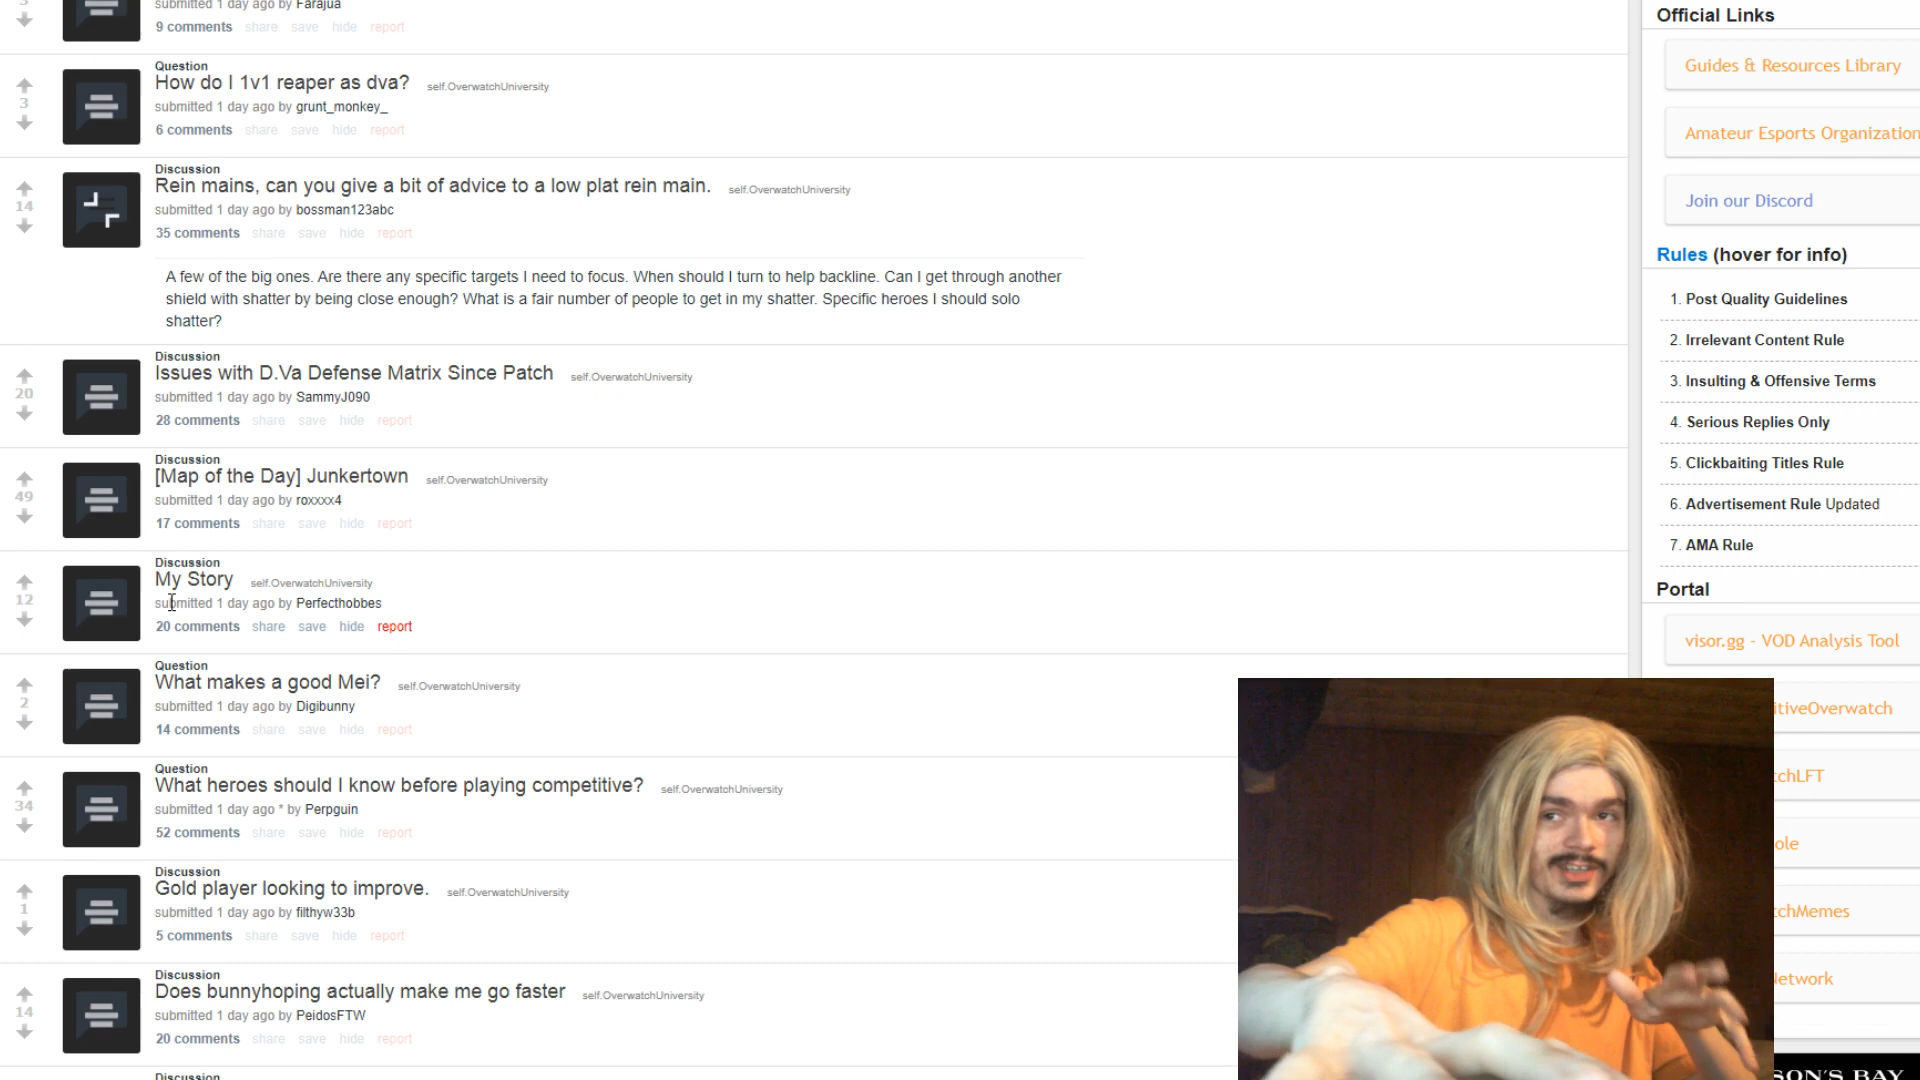 3
submitted 1 day ago by Farajua
9 comments share save hide report
Question
How do I 1v1 reaper as dva? self.OverwatchUniversity
3
submitted 1 day ago by grunt_monkey_
6 comments share save hide report
Discussion
Rein mains, can you give a bit of advice to a low plat rein main. self.OverwatchUniversity
14
submitted 1 day ago by bossman123abc
35 comments share save hide report
A few of the big ones. Are there any specific targets I need to focus. When should I turn to help backline. Can I get through another
shield with shatter by being close enough? What is a fair number of people to get in my shatter. Specific heroes I should solo
shatter?
Discussion
Issues with D.Va Defense Matrix Since Patch self.OverwatchUniversity
20
submitted 1 day ago by SammyJ090
28 comments share save hide report
Discussion
[Map of the Day] Junkertown self.OverwatchUniversity
49
submitted 1 day ago by roxxxx4
17 comments share save hide report
Discussion
My Story self.OverwatchUniversity
12
submitted 1 day ago by Perfecthobbes
20 comments share save hide report
Question
What makes a good Mei? self.OverwatchUniversity
2
submitted 1 day ago by Digibunny
14 comments share save hide report
Question
What heroes should I know before playing competitive? self.OverwatchUniversity
34
submitted 1 day ago * by Perpguin
52 comments share save hide report
Discussion
Gold player looking to improve. self.OverwatchUniversity
1
submitted 1 day ago by filthyw33b
5 comments share save hide report
Discussion
Does bunnyhoping actually make me go faster self.OverwatchUniversity
14
submitted 1 day ago by PeidosFTW
20 comments share save hide report
Discussion
Official Links
Guides & Resources Library
Amateur Esports Organization
Join our Discord
Rules (hover for info)
1. Post Quality Guidelines
2. Irrelevant Content Rule
3. Insulting & Offensive Terms
4. Serious Replies Only
5. Clickbaiting Titles Rule
6. Advertisement Rule Updated
7. AMA Rule
Portal
visor.gg - VOD Analysis Tool
itiveOverwatch
chLFT
ole
chMemes
Network
SON'S BAY